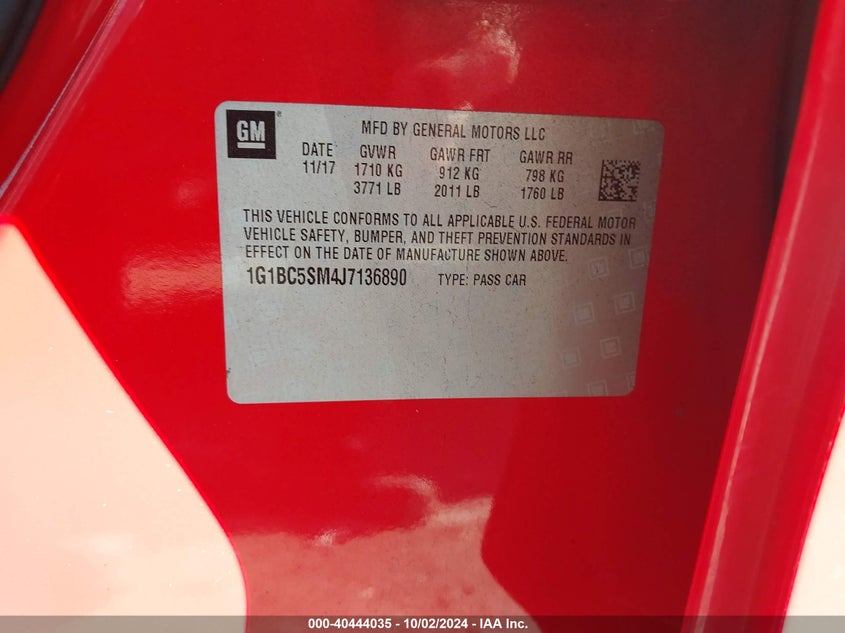 GM ®
MFD BY GENERAL MOTORS LLC
DATE GVWR GAWR FRT GAWR RR
11/17 1710 KG 912 KG 798 KG
3771 LB 2011 LB 1760 LB
THIS VEHICLE CONFORMS TO ALL APPLICABLE U.S. FEDERAL MOTOR
VEHICLE SAFETY, BUMPER, AND THEFT PREVENTION STANDARDS IN
EFFECT ON THE DATE OF MANUFACTURE SHOWN ABOVE.
1G1BC5SM4J7136890 TYPE: PASS CAR
000-40444035 - 10/02/2024 - IAA Inc.